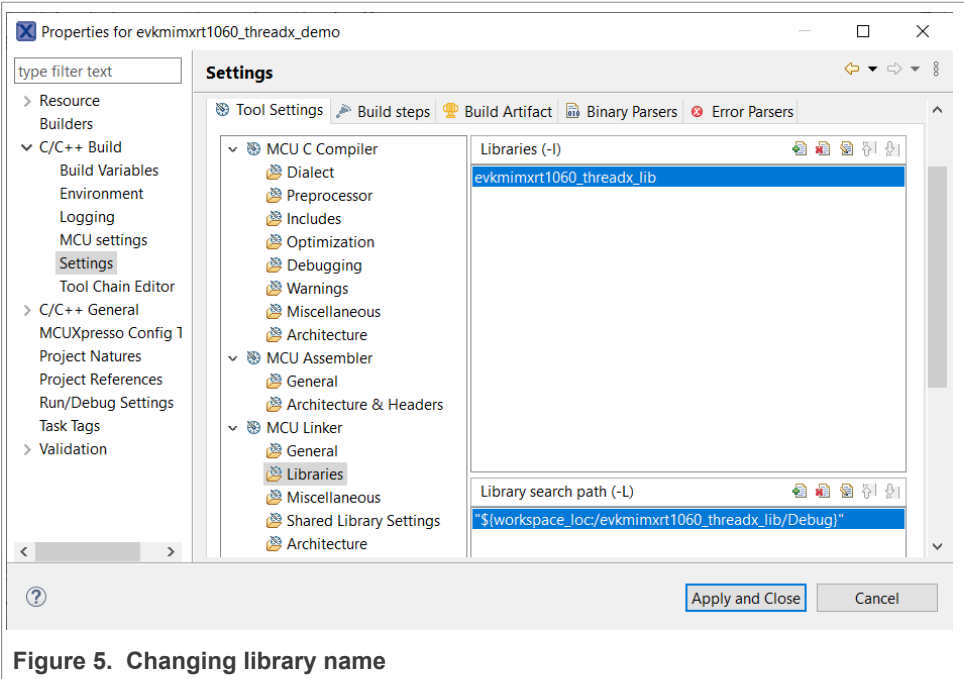 Properties for evkmimxrt1060_threadx_demo
type filter text
Settings
Resource
Builders
C/C++ Build
Build Variables
Environment
Logging
MCU settings
Settings
Tool Chain Editor
C/C++ General
MCUXpresso Config T
Project Natures
Project References
Run/Debug Settings
Task Tags
Validation
Tool Settings Build steps Build Artifact Binary Parsers Error Parsers
MCU C Compiler
Dialect
Preprocessor
Includes
Optimization
Debugging
Warnings
Miscellaneous
Architecture
MCU Assembler
General
Architecture & Headers
MCU Linker
General
Libraries
Miscellaneous
Shared Library Settings
Architecture
Libraries (-l)
evkmimxrt1060_threadx_lib
Library search path (-L)
"${workspace_loc:/evkmimxrt1060_threadx_lib/Debug}"
Apply and Close Cancel
Figure 5. Changing library name